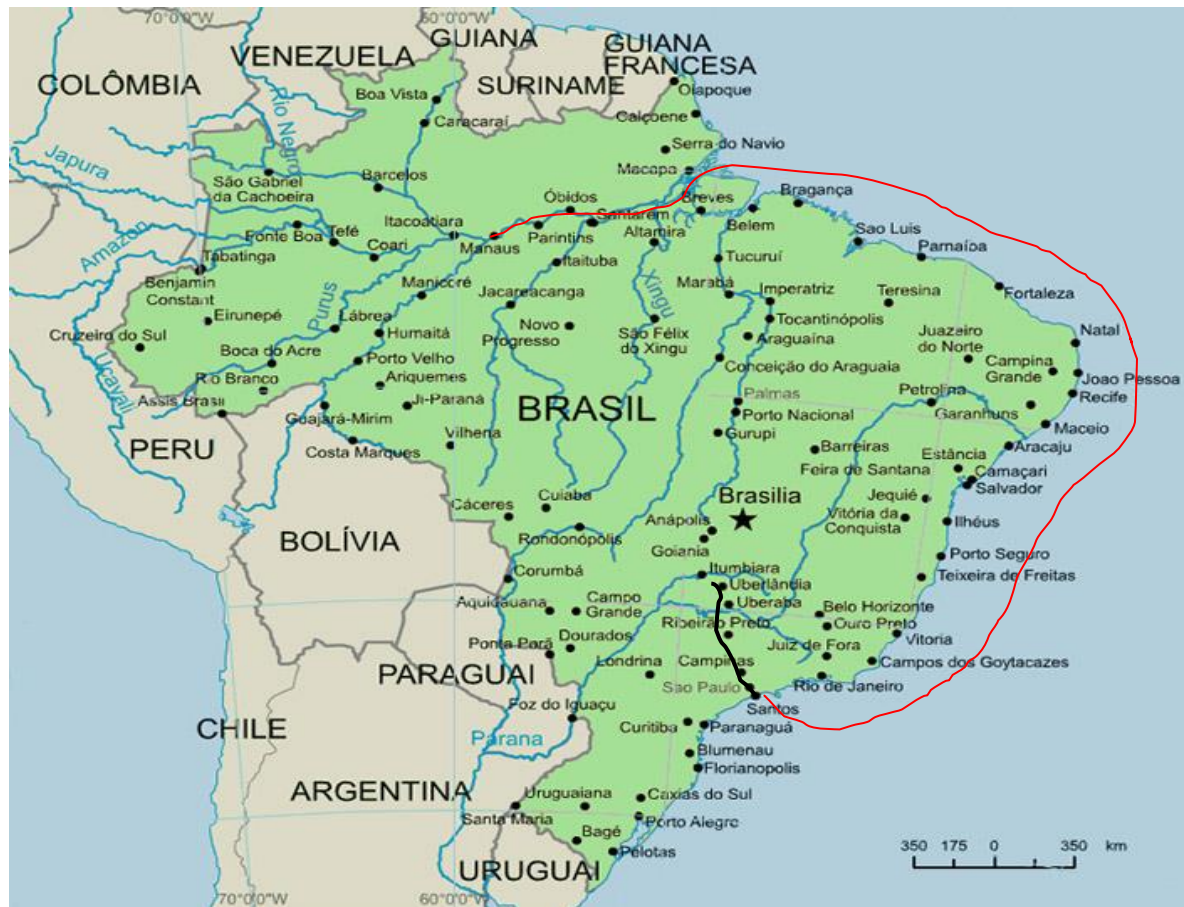 70°0'0"W
50°0'0"W
GUIANA
GUIANA
FRANCESA
VENEZUELA
SURINAME
COLÔMBIA
Oiapoque
Boa Vista
Calçoene
Caracaraí
Rio Negro
Serra do Navio
Japura
Macapa
São Gabriel
da Cachoeira
Barcelos
Óbidos
Breves
Bragança
Itacoatiara
Santarem
Belem
Fonte Boa
Tefé
Manaus
Parintins
Altamira
Sao Luis
Coari
Parnaíba
Amazon
Tabatinga
Itaituba
Tucuruí
Benjamin
Constant
Manicoré
Jacareacanga
Xingu
Marabá
Imperatriz
Teresina
Fortaleza
Eirunepé
Purus
Lábrea
Humaitá
Novo
Progresso
São Félix
do Xingu
Tocantinópolis
Juazeiro
do Norte
Natal
Cruzeiro do Sul
Boca do Acre
Porto Velho
Araguaína
Campina
Grande
Joao Pessoa
Ucayali
Rio Branco
Ariquemes
Conceição do Araguaia
Petrolina
Recife
Assis Brasil
Guajará-Mirim
Ji-Paraná
BRASIL
Palmas
Porto Nacional
Garanhuns
Maceio
PERU
Costa Marques
Vilhena
Gurupi
Barreiras
Aracaju
Feira de Santana
Estância
Camaçari
Salvador
Cáceres
Cuiaba
Brasilia
Jequié
BOLÍVIA
Rondonópolis
Anápolis
Vitória da
Conquista
Ilhéus
Goiania
Porto Seguro
Corumbá
Itumbiara
Teixeira de Freitas
Uberlândia
Aquidauana
Campo
Grande
Uberaba
Belo Horizonte
Ribeirão Preto
Ouro Preto
Ponta Porã
Dourados
Juiz de Fora
Vitoria
PARAGUAI
Londrina
Campinas
Campos dos Goytacazes
Sao Paulo
Rio de Janeiro
Foz do Iguaçu
Santos
CHILE
Curitiba
Paranaguá
Parana
Blumenau
Florianopolis
ARGENTINA
Uruguaiana
Caxias do Sul
Santa Maria
Porto Alegre
Bagé
Pelotas
350 175 0 350 km
URUGUAI
70°0'0"W
60°0'0"W